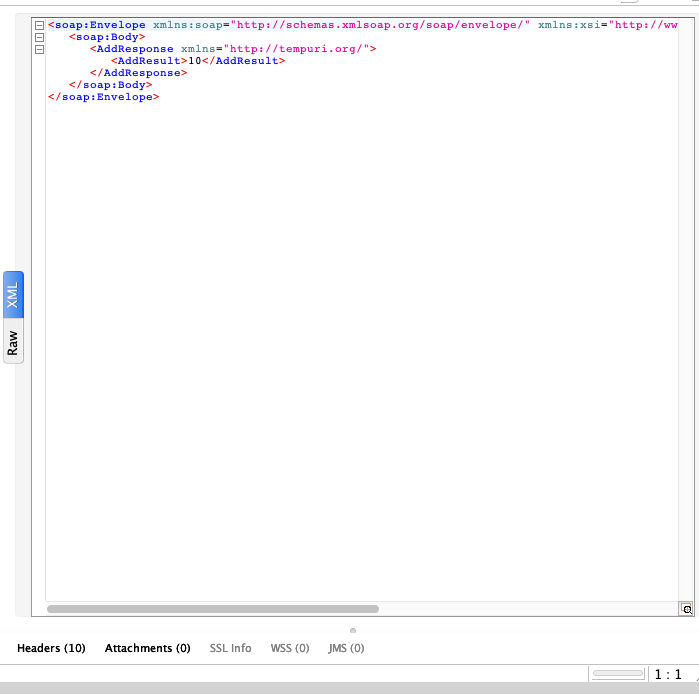 <soap:Envelope xmlns:soap="http://schemas.xmlsoap.org/soap/envelope/" xmlns:xsi="http://ww
<soap:Body>
<AddResponse xmlns="http://tempuri.org/">
<AddResult>10</AddResult>
</AddResponse>
</soap:Body>
</soap:Envelope>
XML
Raw
Headers (10) Attachments (0) SSL Info WSS (0) JMS (0)
1 : 1